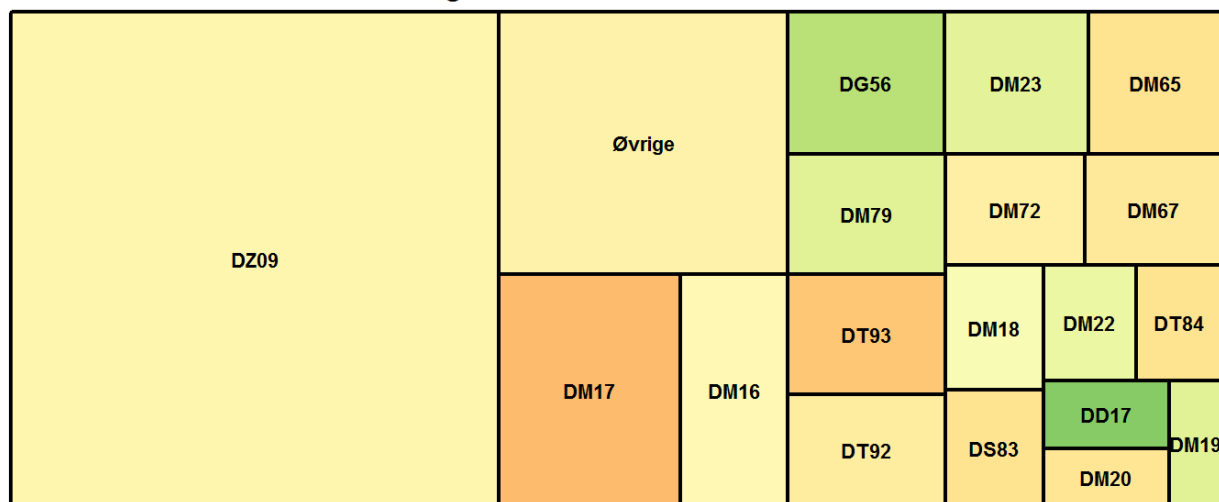 DZ09
Øvrige
DM17
DM16
DG56
DM79
DT93
DT92
DM23
DM65
DM72
DM67
DM18
DM22
DT84
DS83
DD17
DM20
DM19